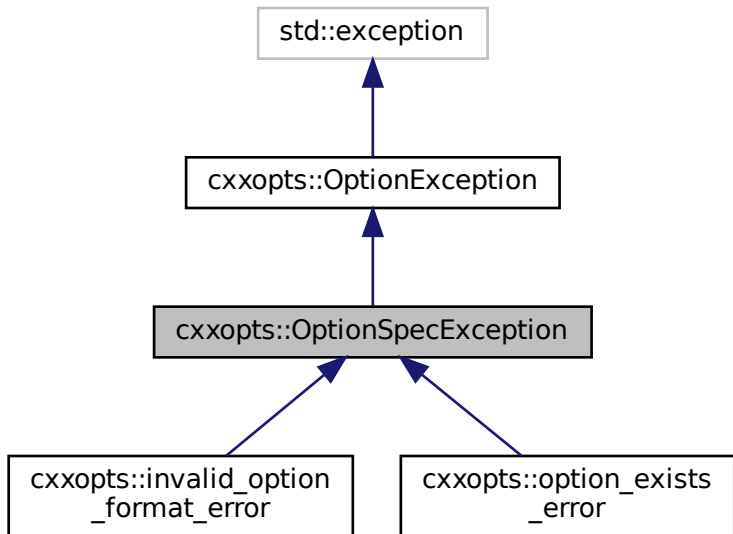 std::exception
cxxopts::OptionException
cxxopts::OptionSpecException
cxxopts::invalid_option
_format_error
cxxopts::option_exists
_error